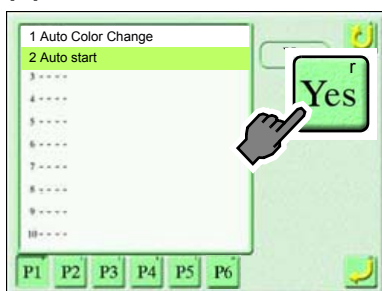 1 Auto Color Change
2 Auto start
3 - - - -
4 - - - -
5 - - - -
6 - - - -
7 - - - -
8 - - - -
9 - - - -
10 - - - -
r
Yes
P1 P2 P3 P4 P5 P6